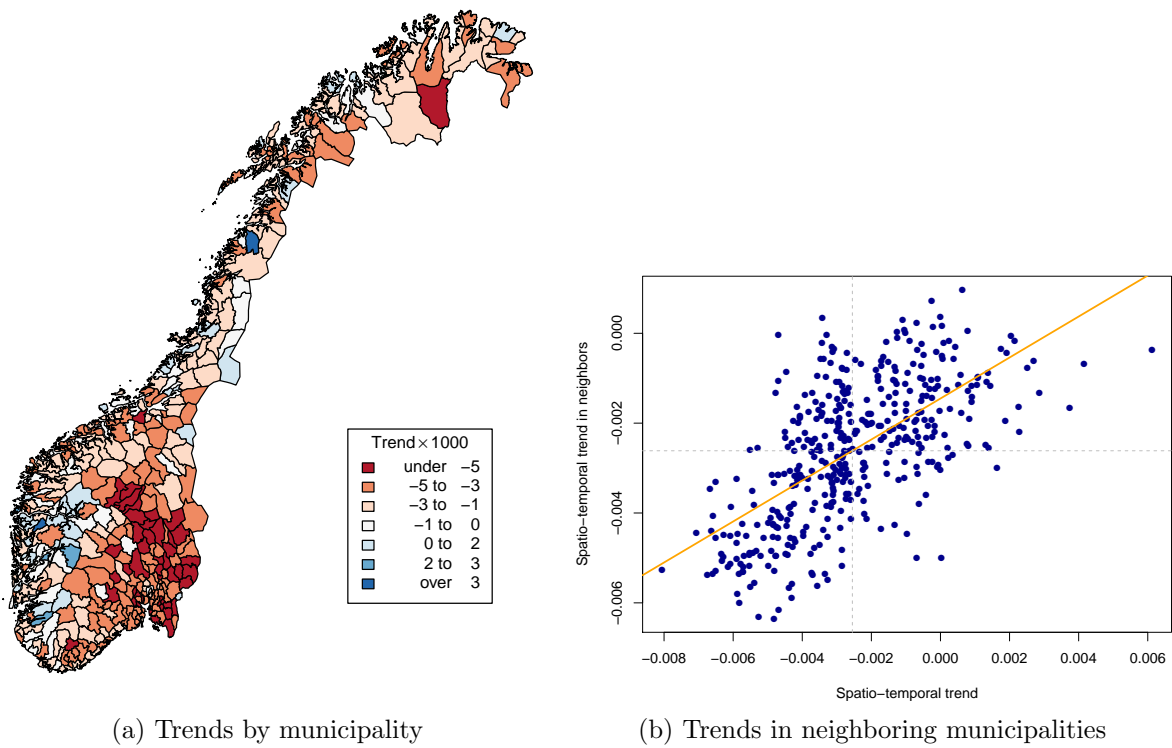 Trend×1000
under −5
−5 to −3
−3 to −1
−1 to 0
0 to 2
2 to 3
over 3
(a) Trends by municipality
Spatio−temporal trend in neighbors
0.000
−0.002
−0.004
−0.006
−0.008 −0.006 −0.004 −0.002 0.000 0.002 0.004 0.006
Spatio−temporal trend
(b) Trends in neighboring municipalities